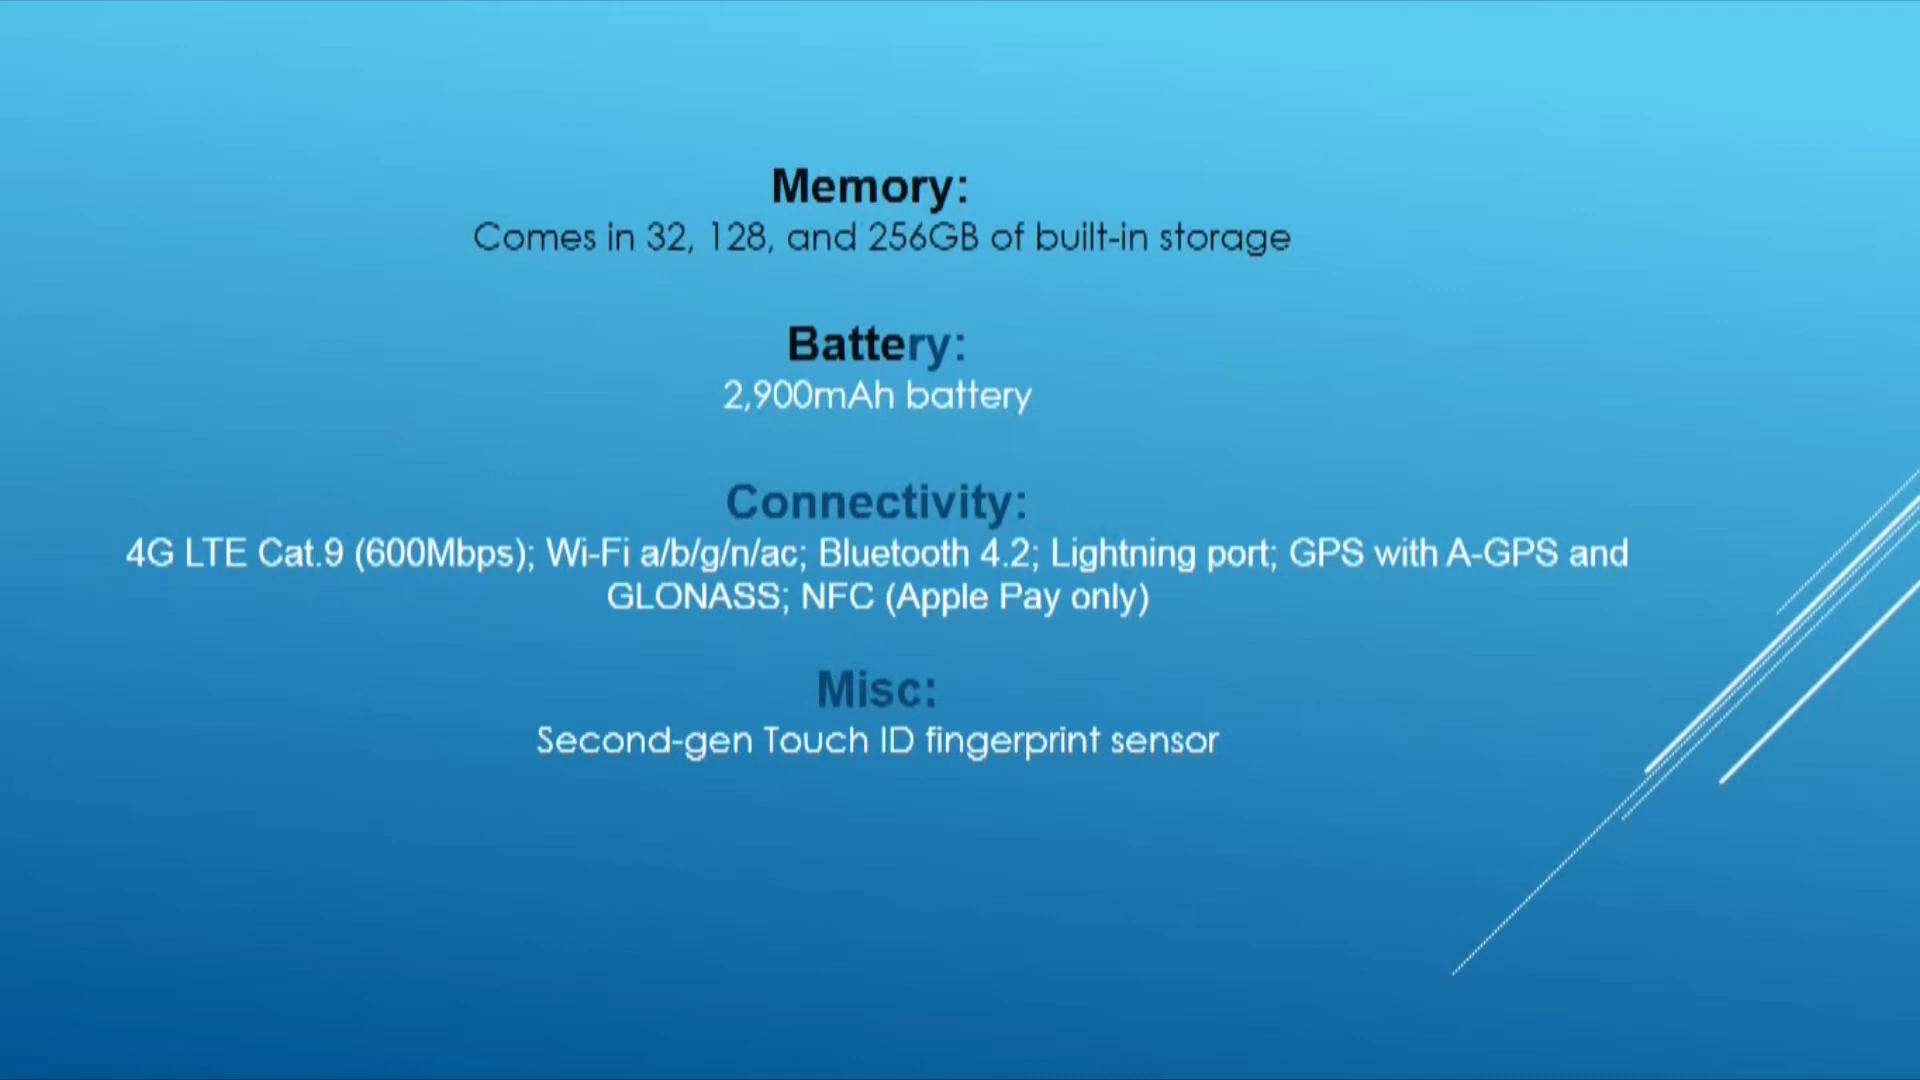 Memory:
Comes in 32, 128, and 256GB of built-in storage
Battery:
2,900mAh battery
Connectivity:
4G LTE Cat.9 (600Mbps); Wi-Fi a/b/g/n/ac; Bluetooth 4.2; Lightning port; GPS with A-GPS and
GLONASS; NFC (Apple Pay only)
Misc:
Second-gen Touch ID fingerprint sensor